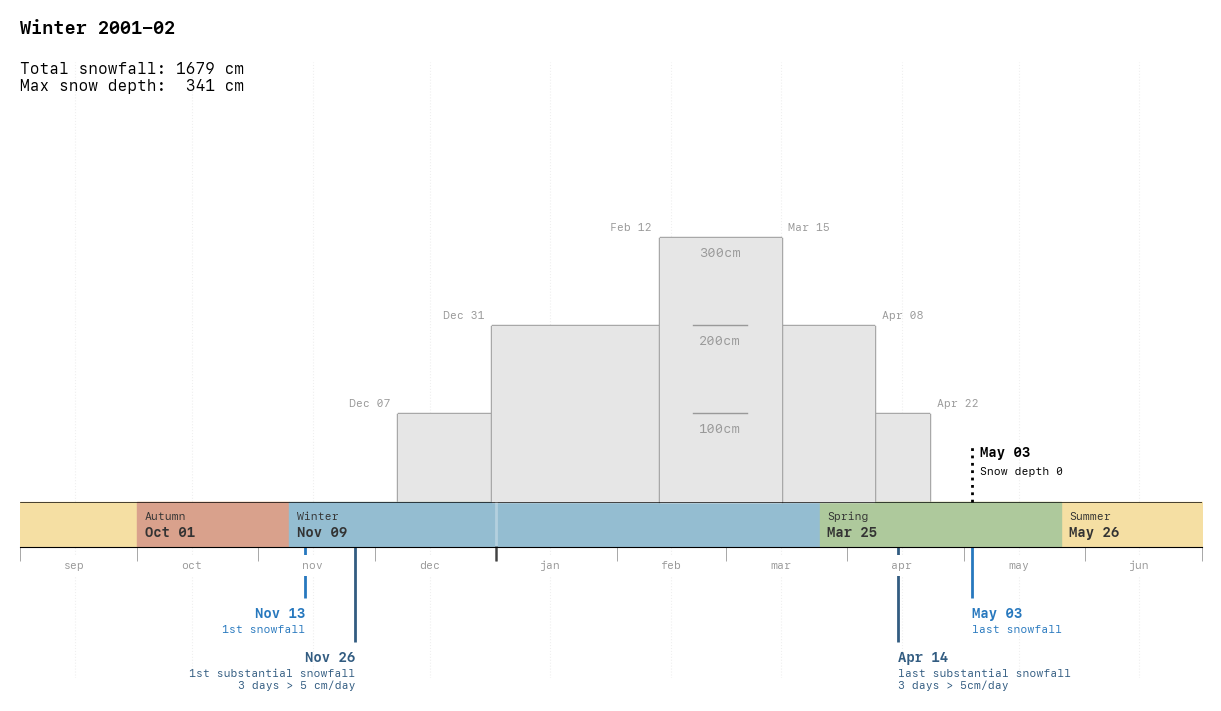 Winter 2001–02
Total snowfall: 1679 cm
Max snow depth:  341 cm
Feb 12
Mar 15
300cm
Dec 31
Apr 08
200cm
Dec 07
Apr 22
100cm
May 03
Snow depth 0
Autumn
Oct 01
Winter
Nov 09
Spring
Mar 25
Summer
May 26
sep
oct
nov
dec
jan
feb
mar
apr
may
jun
Nov 13
1st snowfall
May 03
last snowfall
Nov 26
1st substantial snowfall
3 days > 5 cm/day
Apr 14
last substantial snowfall
3 days > 5cm/day